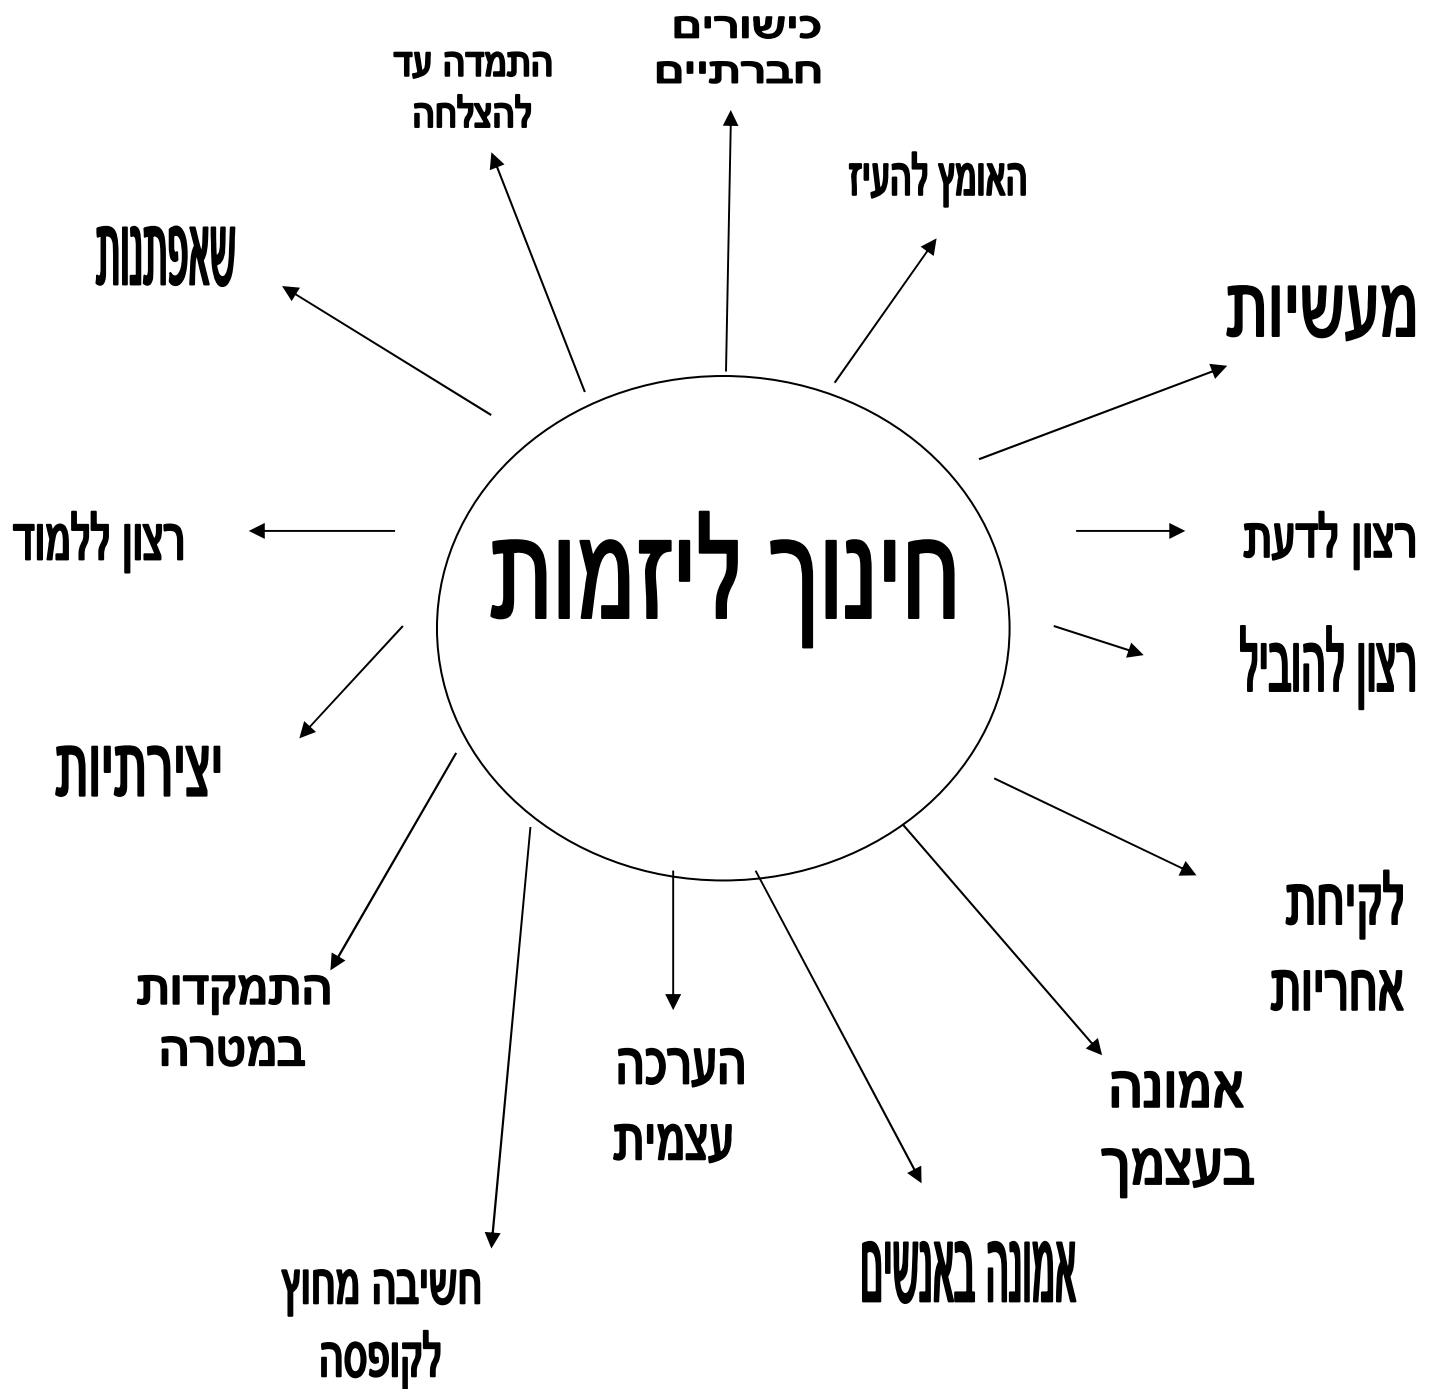 כישורים
חברתיים
התמדה עד
להצלחה
האומץ להעיז
שאפתנות
מעשיות
רצון ללמוד
חינוך ליזמות
רצון לדעת
רצון להוביל
יצירתיות
לקיחת
אחריות
התמקדות
במטרה
הערכה
עצמית
אמונה
בעצמך
אמונה באנשים
חשיבה מחוץ
לקופסה